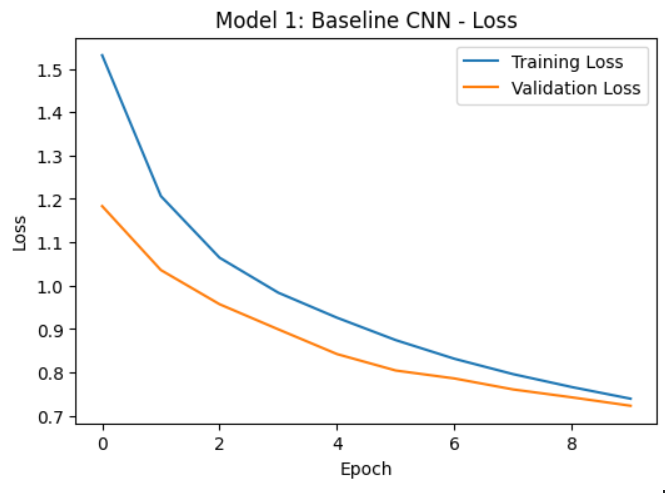 Model 1: Baseline CNN - Loss
Training Loss
Validation Loss
1.5
1.4
1.3
1.2
1.1
1.0
0.9
0.8
0.7
Loss
0 2 4 6 8
Epoch